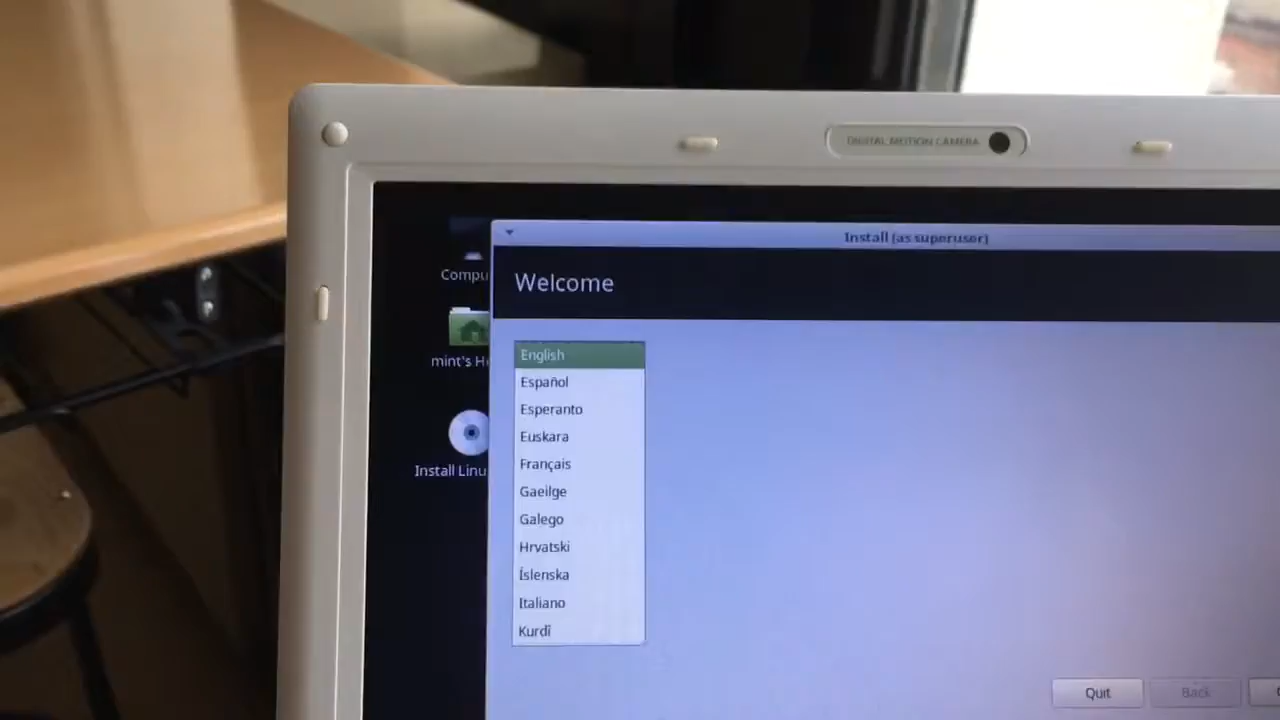 DIGITAL MOTION CAMERA
Install (as superuser)
Compu
Welcome
mint's H
Install Linu
English
Español
Esperanto
Euskara
Français
Gaeilge
Galego
Hrvatski
Íslenska
Italiano
Kurdî
Quit
Back